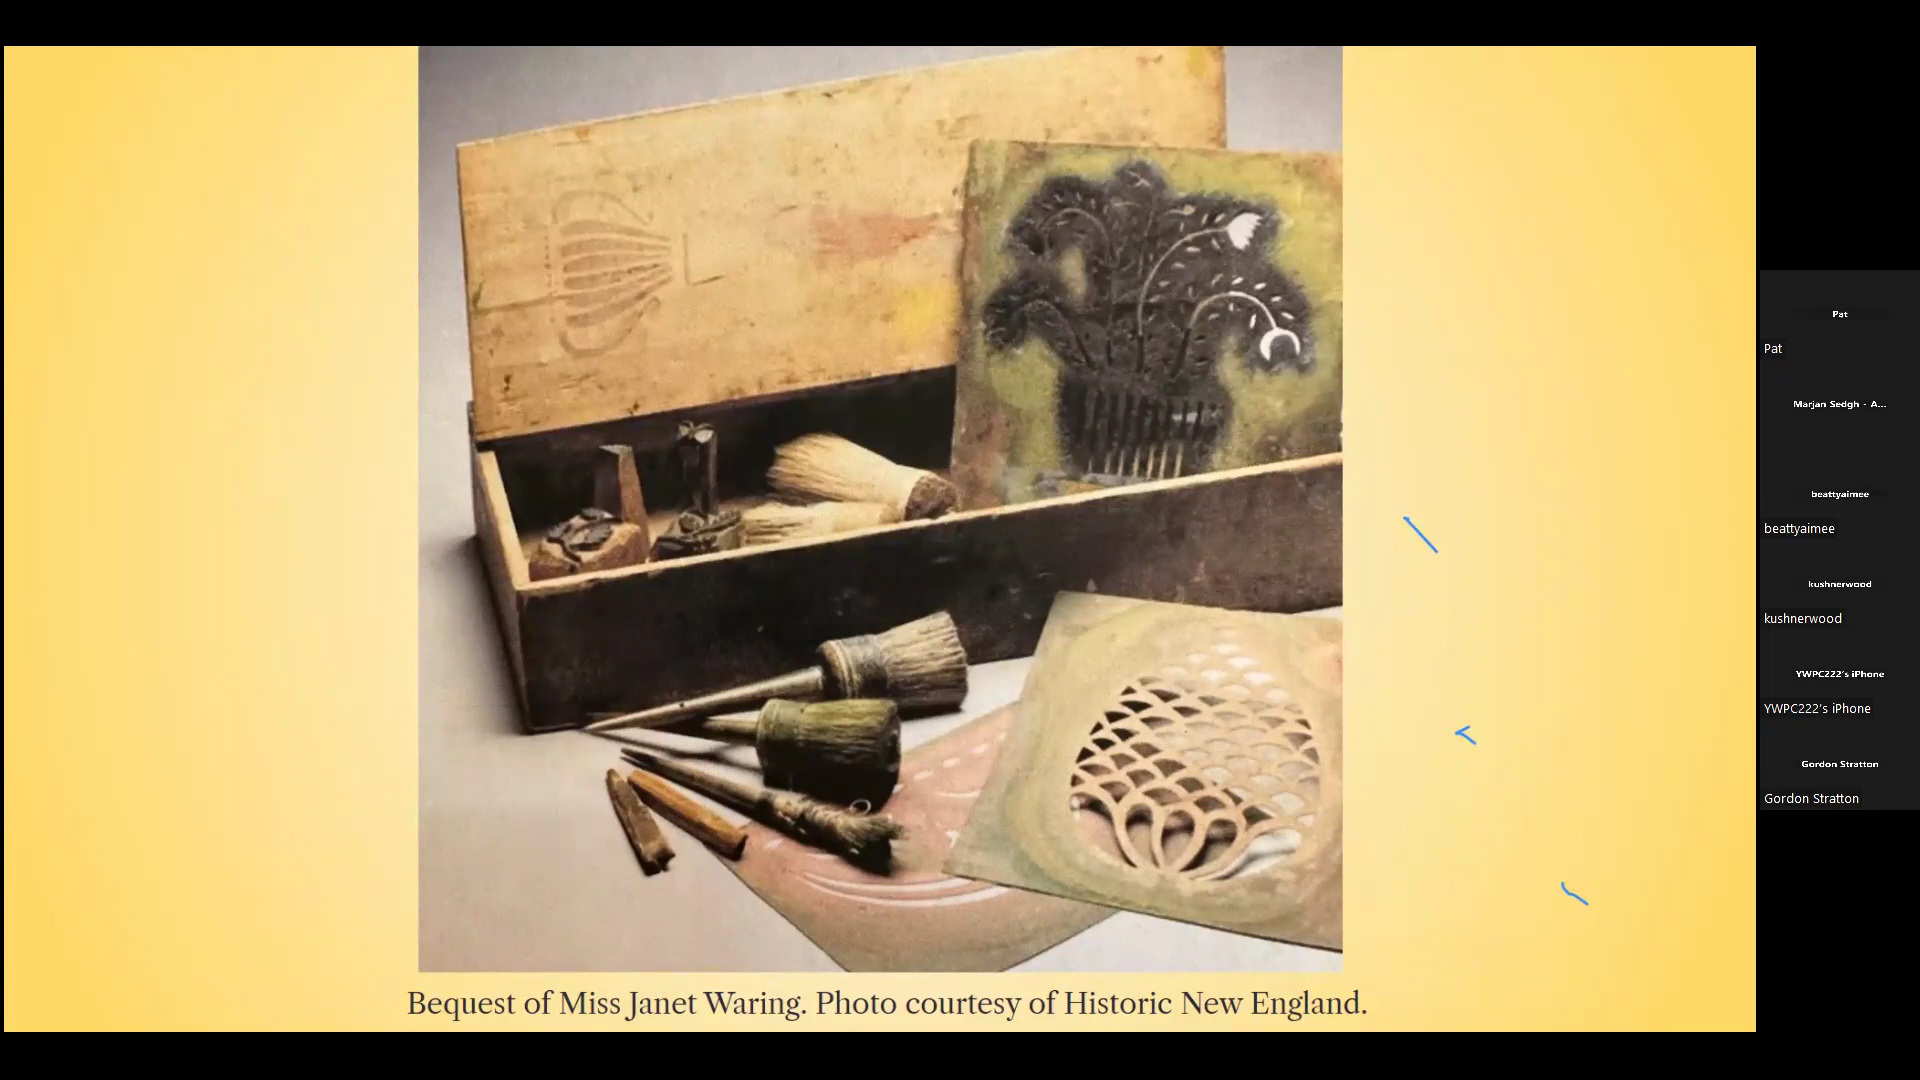 Bequest of Miss Janet Waring. Photo courtesy of Historic New England.
Pat
Pat
Marjan Sedgh - A...
beattyaimee
beattyaimee
kushnerwood
kushnerwood
YWPC222's iPhone
YWPC222's iPhone
Gordon Stratton
Gordon Stratton